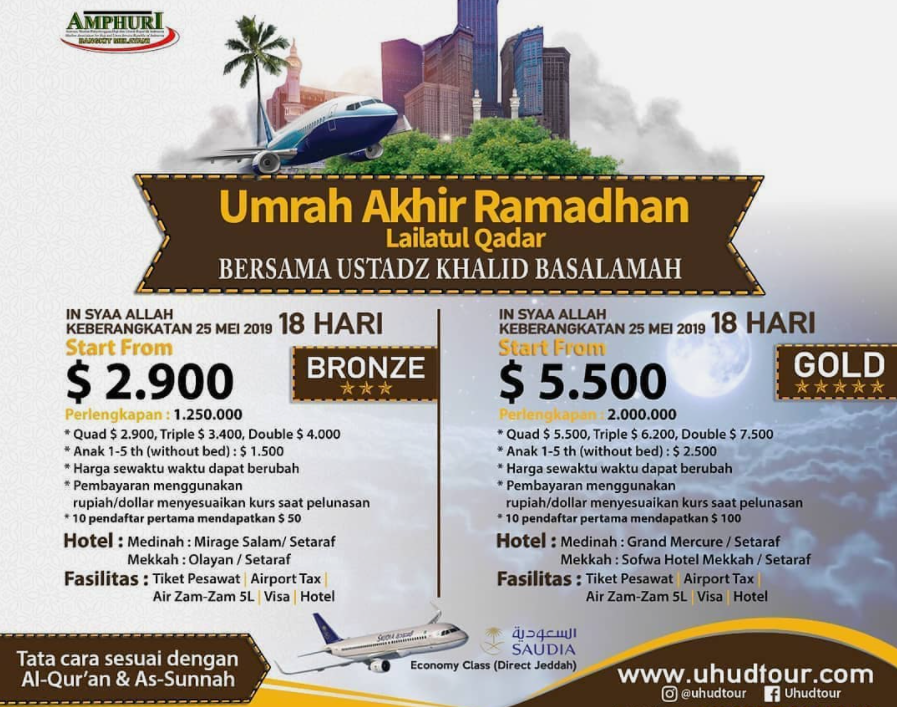 AMPHURI
BANGKIT MELAYANI
Umrah Akhir Ramadhan
Lailatul Qadar
BERSAMA USTADZ KHALID BASALAMAH
IN SYAA ALLAH
KEBERANGKATAN 25 MEI 2019 18 HARI
Start From
$ 2.900
BRONZE
Perlengkapan : 1.250.000
* Quad $ 2.900, Triple $ 3.400, Double $ 4.000
* Anak 1-5 th (without bed) : $ 1.500
* Harga sewaktu waktu dapat berubah
* Pembayaran menggunakan
rupiah/dollar menyesuaikan kurs saat pelunasan
* 10 pendaftar pertama mendapatkan $ 50
Hotel : Medinah : Mirage Salam/ Setaraf
Mekkah : Olayan / Setaraf
Fasilitas : Tiket Pesawat | Airport Tax |
Air Zam-Zam 5L | Visa | Hotel
IN SYAA ALLAH
KEBERANGKATAN 25 MEI 2019 18 HARI
Start From
$ 5.500
GOLD
Perlengkapan : 2.000.000
* Quad $ 5.500, Triple $ 6.200, Double $ 7.500
* Anak 1-5 th (without bed) : $ 2.500
* Harga sewaktu waktu dapat berubah
* Pembayaran menggunakan
rupiah/dollar menyesuaikan kurs saat pelunasan
* 10 pendaftar pertama mendapatkan $ 100
Hotel : Medinah : Grand Mercure / Setaraf
Mekkah : Sofwa Hotel Mekkah / Setaraf
Fasilitas : Tiket Pesawat | Airport Tax |
Air Zam-Zam 5L | Visa | Hotel
Tata cara sesuai dengan
Al-Qur'an & As-Sunnah
SAUDIA السعودية
السعودية
SAUDIA
Economy Class (Direct Jeddah)
www.uhudtour.com
@uhudtour Uhudtour